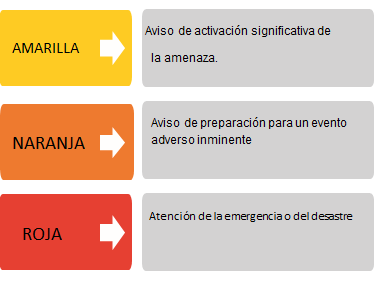 AMARILLA
Aviso de activación significativa de
la amenaza.
NARANJA
Aviso de preparación para un evento
adverso inminente
ROJA
Atención de la emergencia o del desastre